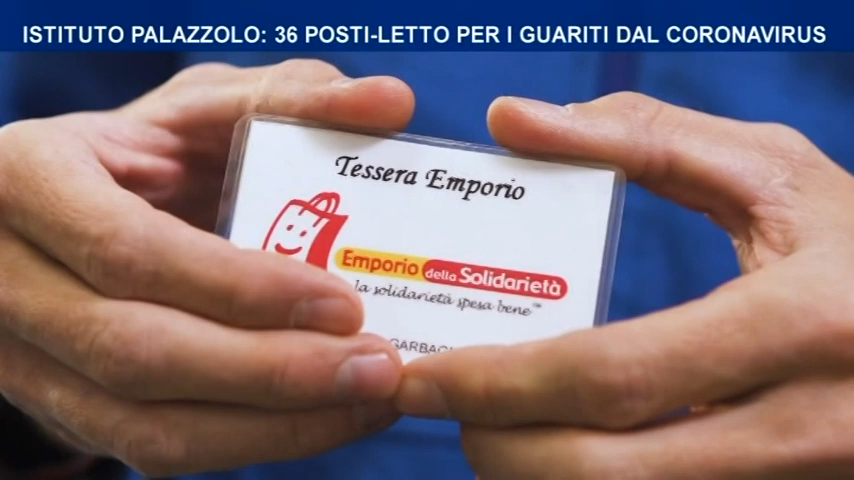 ISTITUTO PALAZZOLO: 36 POSTI-LETTO PER I GUARITI DAL CORONAVIRUS
Tessera Emporio
Emporio della Solidarietà
la solidarietà spesa bene™